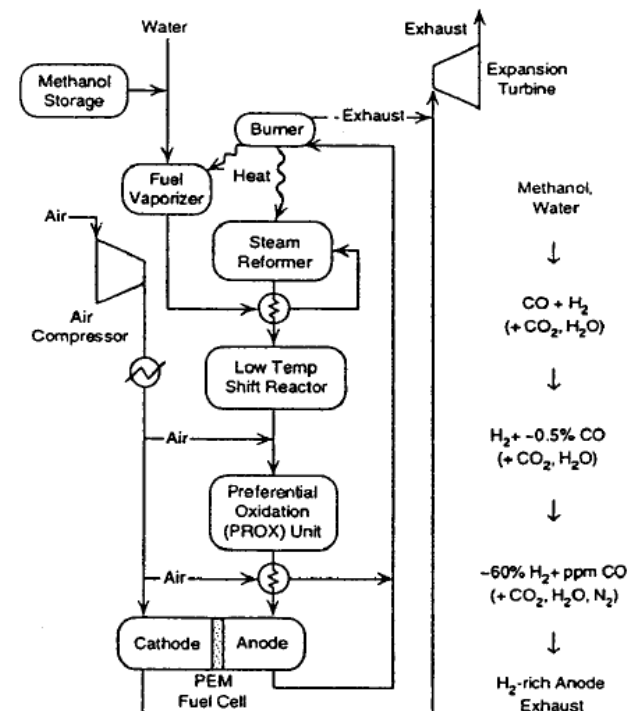 Exhaust
Water
Expansion
Turbine
Methanol
Storage
Burner
Exhaust
Heat
Fuel
Vaporizer
Methanol,
Water
Air
Steam
Reformer
Air
Compressor
CO + H₂
(+ CO₂, H₂O)
Low Temp
Shift Reactor
Air
H₂+ ~0.5% CO
(+ CO₂, H₂O)
Preferential
Oxidation
(PROX) Unit
Air
~60% H₂+ ppm CO
(+ CO₂, H₂O, N₂)
Cathode
Anode
PEM
Fuel Cell
H₂-rich Anode
Exhaust